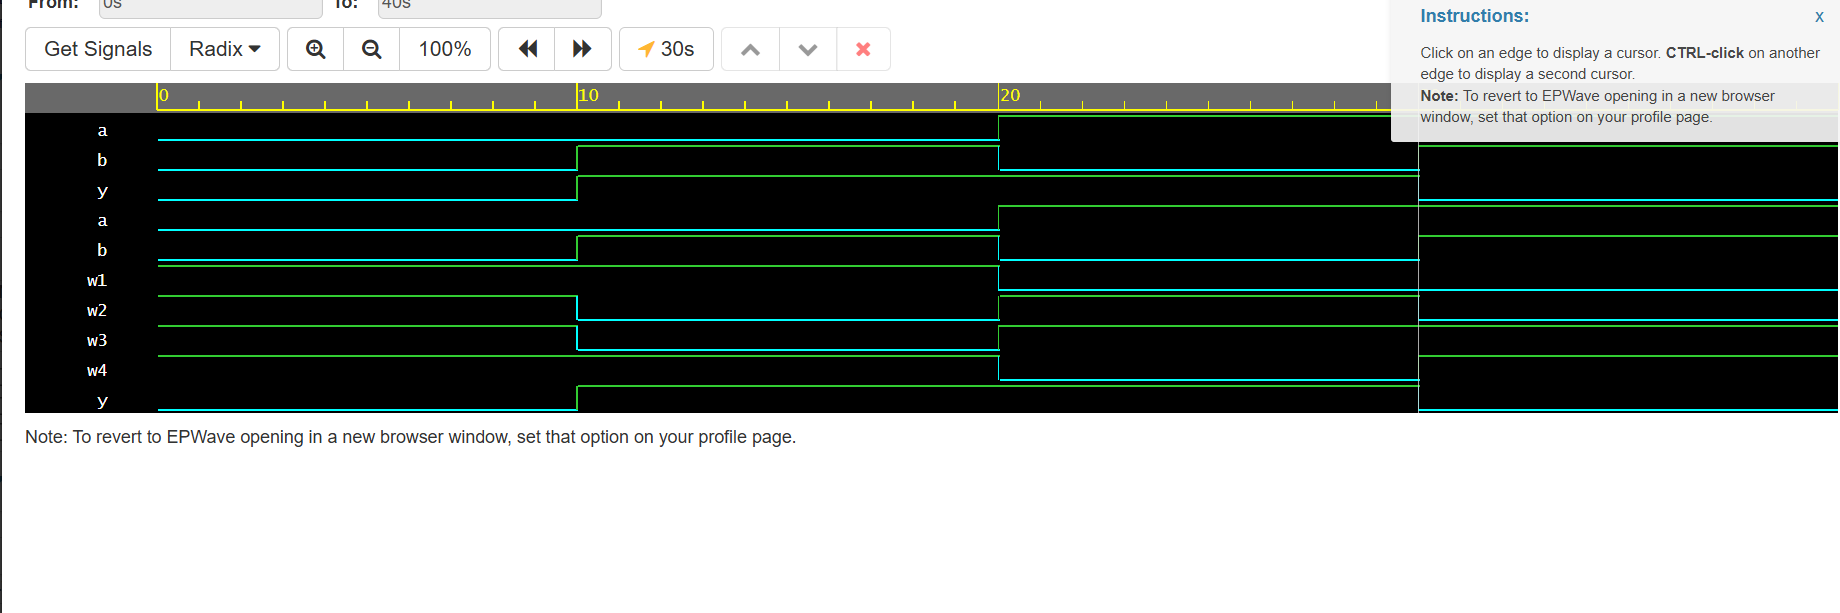 From: 0s To: 40s
Get Signals Radix 100% 30s
Instructions: x
Click on an edge to display a cursor. CTRL-click on another
edge to display a second cursor.
Note: To revert to EPWave opening in a new browser
window, set that option on your profile page.
0 10 20
a
b
y
a
b
w1
w2
w3
w4
y
Note: To revert to EPWave opening in a new browser window, set that option on your profile page.